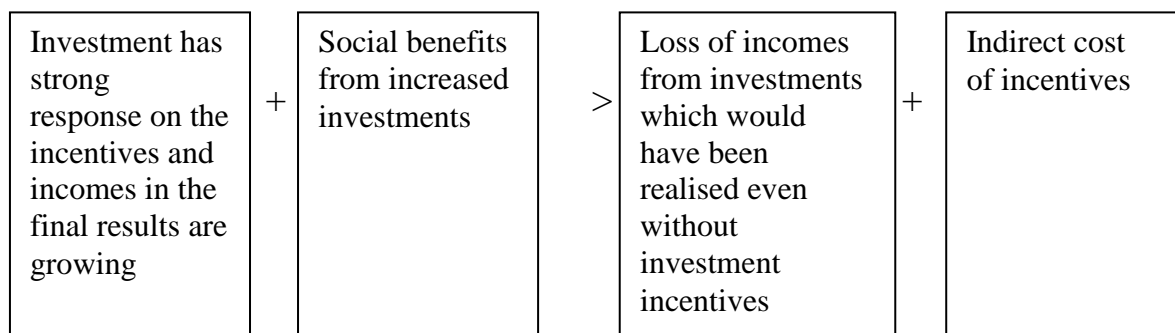 Investment has
strong
response on the
incentives and
incomes in the
final results are
growing
+
Social benefits
from increased
investments
>
Loss of incomes
from investments
which would
have been
realised even
without
investment
incentives
+
Indirect cost
of incentives